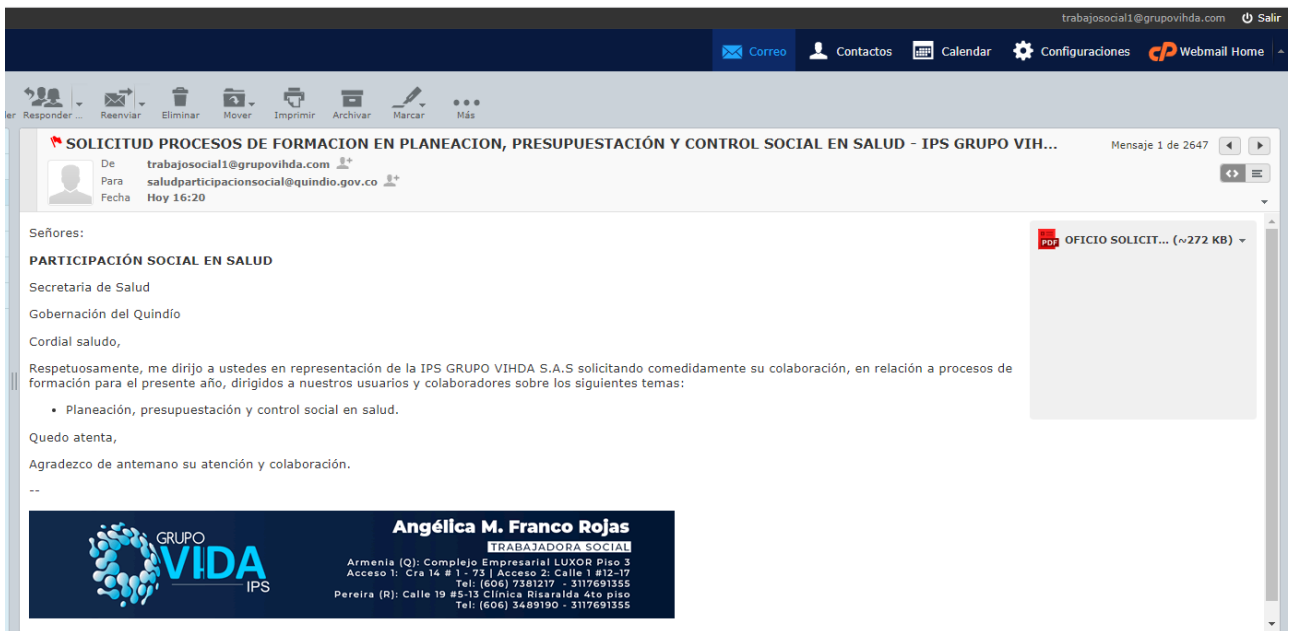 trabajosocial1@grupovihda.com Salir
Correo Contactos Calendar Configuraciones Webmail Home
Responder ... Reenviar Eliminar Mover Imprimir Archivar Marcar Más
SOLICITUD PROCESOS DE FORMACION EN PLANEACION, PRESUPUESTACIÓN Y CONTROL SOCIAL EN SALUD - IPS GRUPO VIH... Mensaje 1 de 2647
De trabajosocial1@grupovihda.com
Para saludparticipacionsocial@quindio.gov.co
Fecha Hoy 16:20
Señores:
PDF OFICIO SOLICIT... (~272 KB)
PARTICIPACIÓN SOCIAL EN SALUD
Secretaria de Salud
Gobernación del Quindío
Cordial saludo,
Respetuosamente, me dirijo a ustedes en representación de la IPS GRUPO VIHDA S.A.S solicitando comedidamente su colaboración, en relación a procesos de
formación para el presente año, dirigidos a nuestros usuarios y colaboradores sobre los siguientes temas:
• Planeación, presupuestación y control social en salud.
Quedo atenta,
Agradezco de antemano su atención y colaboración.
--
GRUPO
VIHDA
IPS
Angélica M. Franco Rojas
TRABAJADORA SOCIAL
Armenia (Q): Complejo Empresarial LUXOR Piso 3
Acceso 1: Cra 14 # 1 - 73 | Acceso 2: Calle 1 #12-17
Tel: (606) 7381217 - 3117691355
Pereira (R): Calle 19 #5-13 Clínica Risaralda 4to piso
Tel: (606) 3489190 - 3117691355